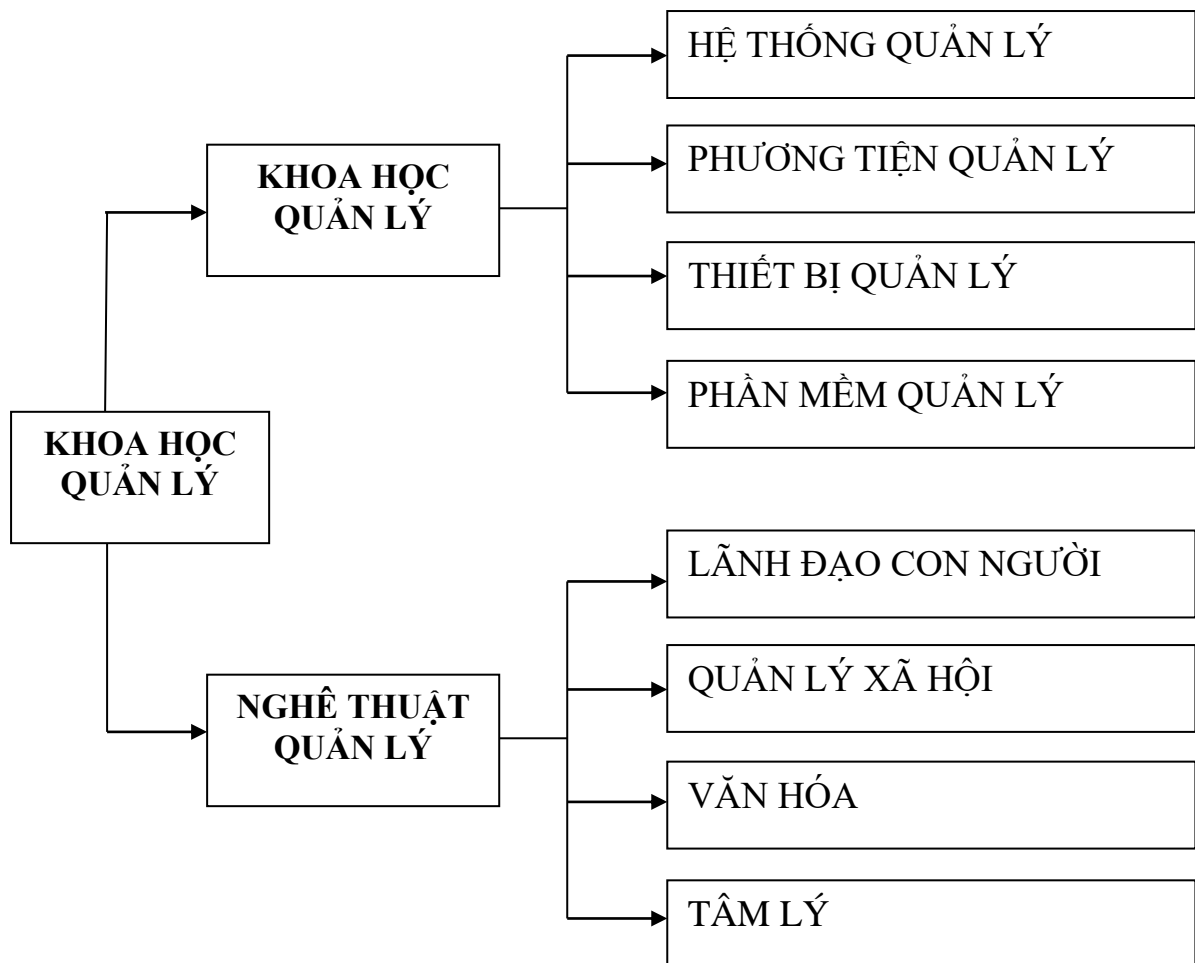 HỆ THỐNG QUẢN LÝ
PHƯƠNG TIỆN QUẢN LÝ
KHOA HỌC
QUẢN LÝ
THIẾT BỊ QUẢN LÝ
PHẦN MỀM QUẢN LÝ
KHOA HỌC
QUẢN LÝ
LÃNH ĐẠO CON NGƯỜI
QUẢN LÝ XÃ HỘI
NGHÊ THUẬT
QUẢN LÝ
VĂN HÓA
TÂM LÝ